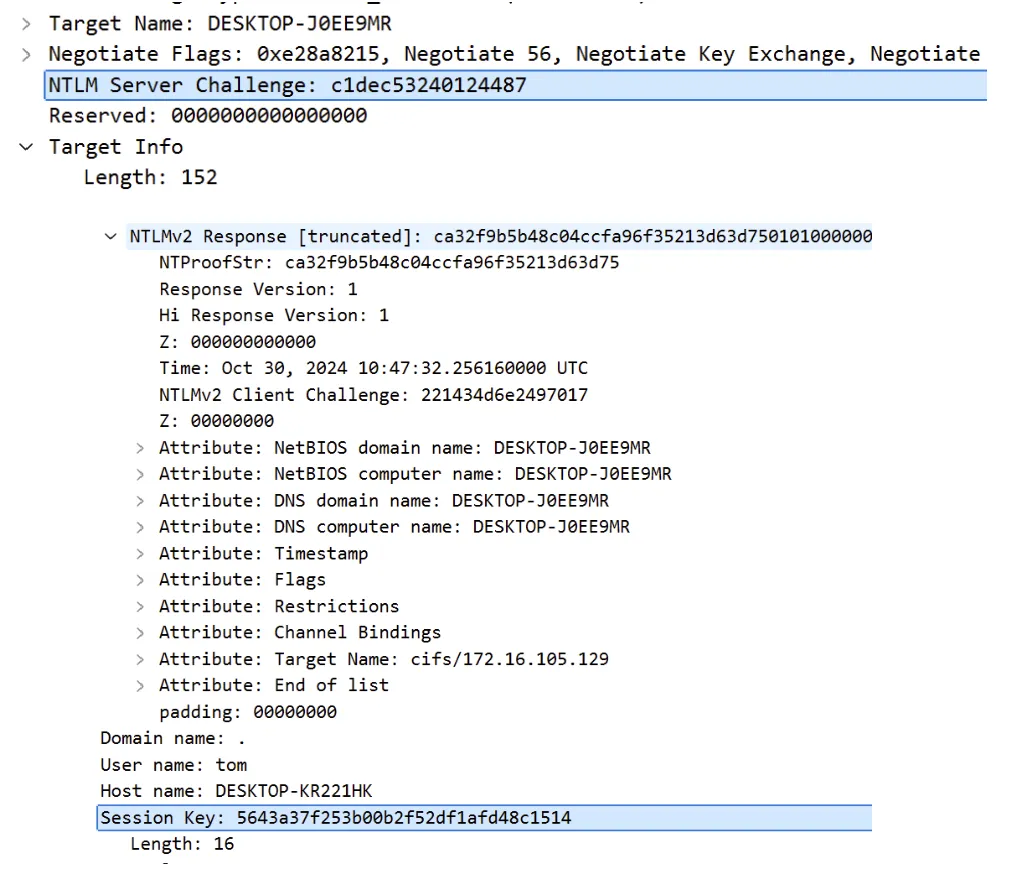 Target Name: DESKTOP-J0EE9MR
Negotiate Flags: 0xe28a8215, Negotiate 56, Negotiate Key Exchange, Negotiate
NTLM Server Challenge: c1dec53240124487
Reserved: 0000000000000000
Target Info
Length: 152
NTLMv2 Response [truncated]: ca32f9b5b48c04ccfa96f35213d63d750101000000
NTProofStr: ca32f9b5b48c04ccfa96f35213d63d75
Response Version: 1
Hi Response Version: 1
Z: 000000000000
Time: Oct 30, 2024 10:47:32.256160000 UTC
NTLMv2 Client Challenge: 221434d6e2497017
Z: 00000000
Attribute: NetBIOS domain name: DESKTOP-J0EE9MR
Attribute: NetBIOS computer name: DESKTOP-J0EE9MR
Attribute: DNS domain name: DESKTOP-J0EE9MR
Attribute: DNS computer name: DESKTOP-J0EE9MR
Attribute: Timestamp
Attribute: Flags
Attribute: Restrictions
Attribute: Channel Bindings
Attribute: Target Name: cifs/172.16.105.129
Attribute: End of list
padding: 00000000
Domain name: .
User name: tom
Host name: DESKTOP-KR221HK
Session Key: 5643a37f253b00b2f52df1afd48c1514
Length: 16